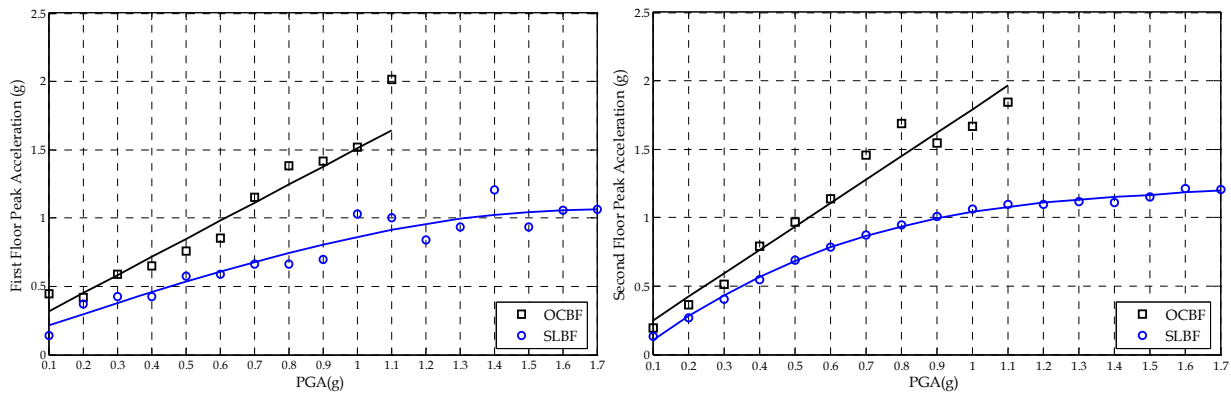 2.5
2
1.5
1
0.5
0
First Floor Peak Acceleration (g)
OCBF
SLBF
0.1 0.2 0.3 0.4 0.5 0.6 0.7 0.8 0.9 1 1.1 1.2 1.3 1.4 1.5 1.6 1.7
PGA(g)
2.5
2
1.5
1
0.5
0
Second Floor Peak Acceleration (g)
OCBF
SLBF
0.1 0.2 0.3 0.4 0.5 0.6 0.7 0.8 0.9 1 1.1 1.2 1.3 1.4 1.5 1.6 1.7
PGA(g)